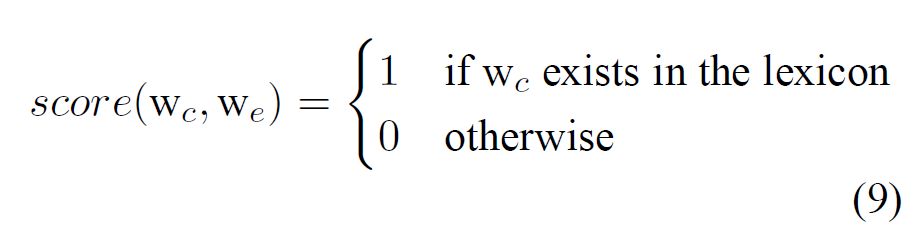 score(w_c, w_e) = { 1 if w_c exists in the lexicon
0 otherwise
(9)